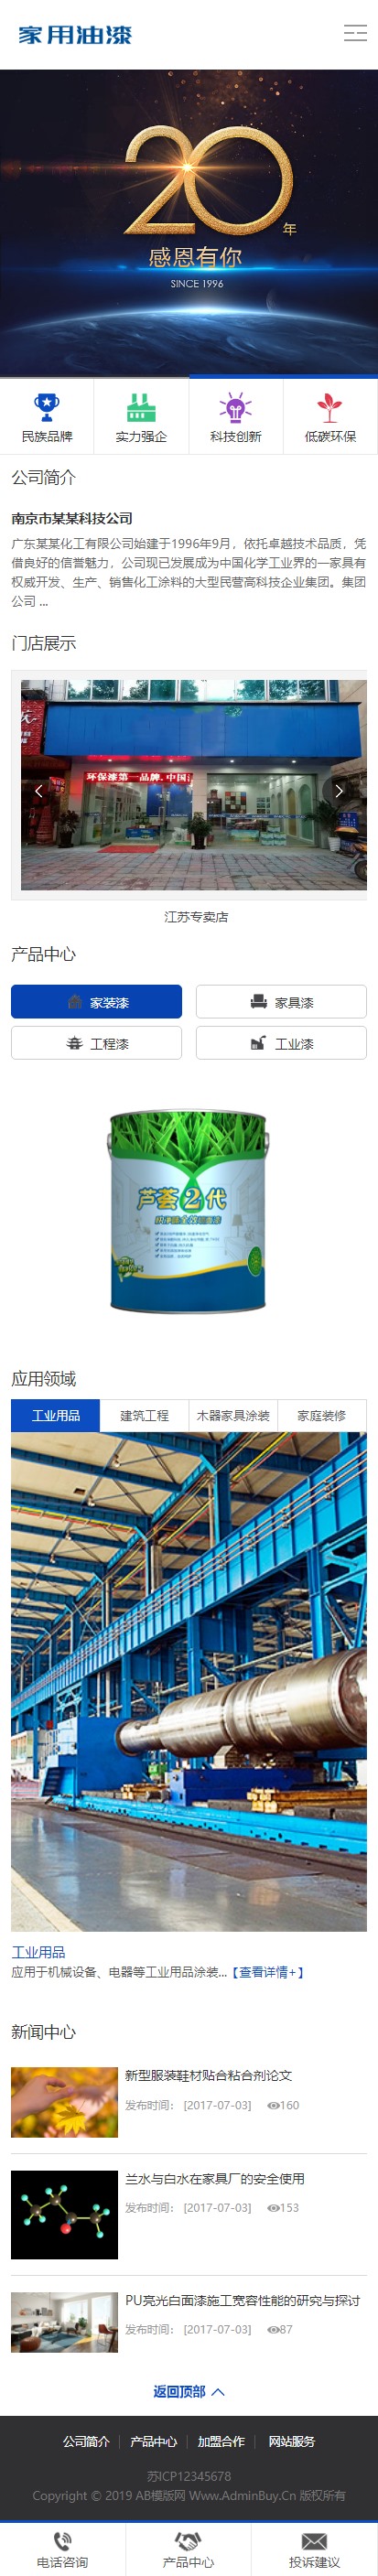 家用油漆
20年
感恩有你
SINCE 1996
民族品牌
实力强企
科技创新
低碳环保
公司简介
南京市某某科技公司
广东某某化工有限公司始建于1996年9月，依托卓越技术品质，凭
借良好的信誉魅力，公司现已发展成为中国化学工业界的一家具有
权威开发、生产、销售化工涂料的大型民营高科技企业集团。集团
公司 ...
门店展示
环保漆第一品牌.中国
江苏专卖店
产品中心
家装漆
家具漆
工程漆
工业漆
芦荟2代
应用领域
工业用品
建筑工程
木器家具涂装
家庭装修
工业用品
应用于机械设备、电器等工业用品涂装...【查看详情+】
新闻中心
新型服装鞋材贴合粘合剂论文
发布时间： [2017-07-03] 160
兰水与白水在家具厂的安全使用
发布时间： [2017-07-03] 153
PU亮光白面漆施工宽容性能的研究与探讨
发布时间： [2017-07-03] 87
返回顶部
公司简介
产品中心
加盟合作
网站服务
苏ICP12345678
Copyright © 2019 AB模版网 Www.AdminBuy.Cn 版权所有
电话咨询
产品中心
投诉建议